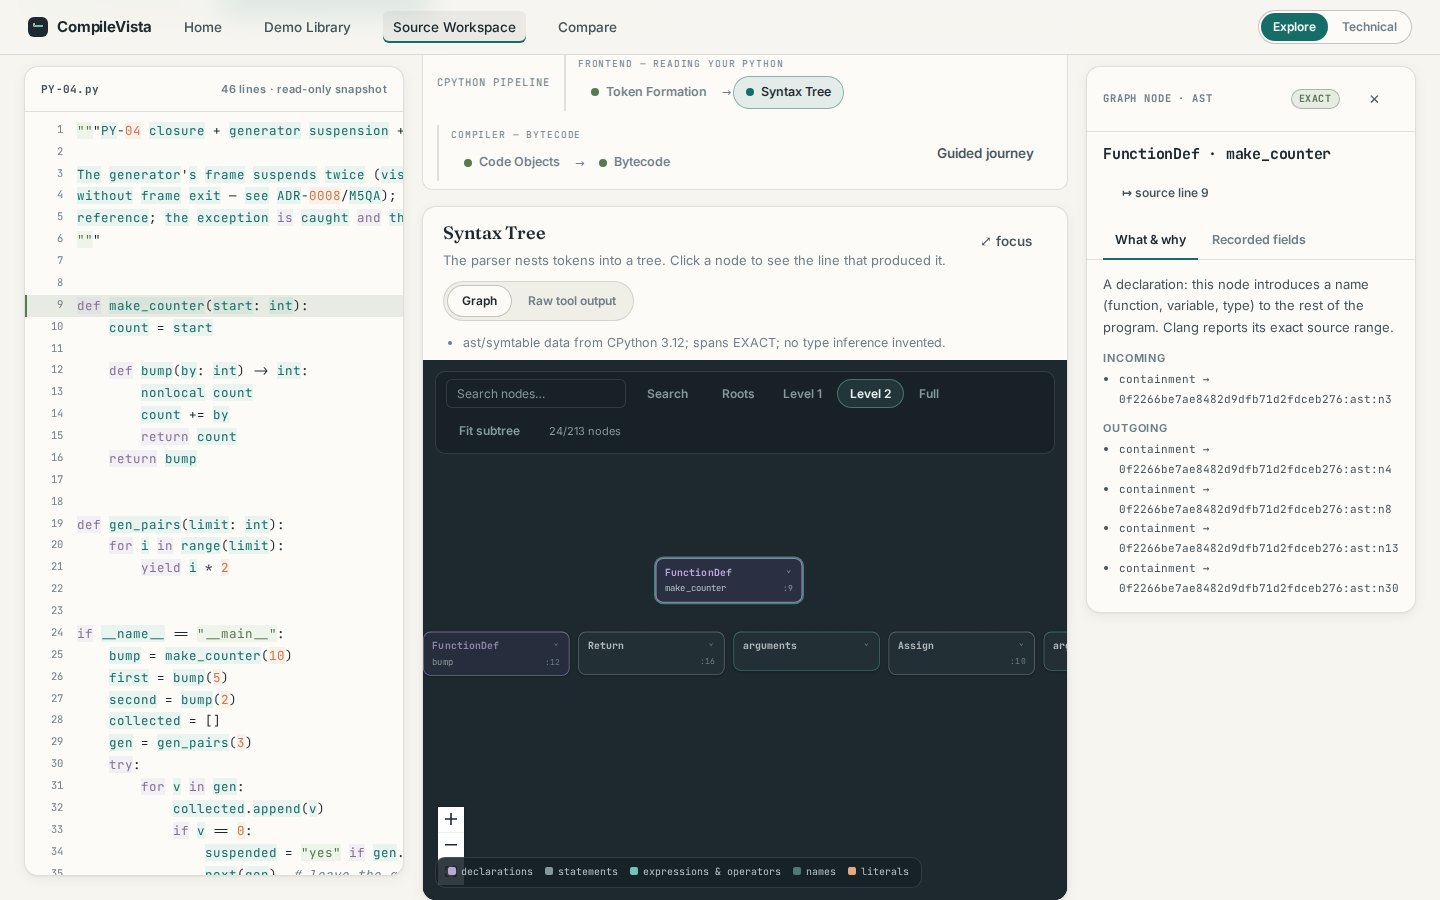 CompileVista
Home
Demo Library
Source Workspace
Compare
Explore
Technical
PY-04.py
46 lines · read-only snapshot
1 """PY-04 closure + generator suspension +
2
3 The generator's frame suspends twice (vis
4 without frame exit — see ADR-0008/M5QA);
5 reference; the exception is caught and th
6 """
7
8
9 def make_counter(start: int):
10 count = start
11
12 def bump(by: int) -> int:
13 nonlocal count
14 count += by
15 return count
16 return bump
17
18
19 def gen_pairs(limit: int):
20 for i in range(limit):
21 yield i * 2
22
23
24 if __name__ == "__main__":
25 bump = make_counter(10)
26 first = bump(5)
27 second = bump(2)
28 collected = []
29 gen = gen_pairs(3)
30 try:
31 for v in gen:
32 collected.append(v)
33 if v == 0:
34 suspended = "yes" if gen.
35 next(gen) # leave the g
CPYTHON PIPELINE
FRONTEND — READING YOUR PYTHON
Token Formation → Syntax Tree
COMPILER — BYTECODE
Code Objects → Bytecode
Guided journey
Syntax Tree
⤢ focus
The parser nests tokens into a tree. Click a node to see the line that produced it.
Graph
Raw tool output
• ast/symtable data from CPython 3.12; spans EXACT; no type inference invented.
Search nodes...
Search
Roots
Level 1
Level 2
Full
Fit subtree
24/213 nodes
FunctionDef
make_counter :9
FunctionDef
bump :12
Return
:16
arguments
Assign
:10
arg
+
−
declarations
statements
expressions & operators
names
literals
GRAPH NODE · AST
EXACT
×
FunctionDef · make_counter
↦ source line 9
What & why
Recorded fields
A declaration: this node introduces a name
(function, variable, type) to the rest of the
program. Clang reports its exact source range.
INCOMING
• containment →
0f2266be7ae8482d9dfb71d2fdceb276:ast:n3
OUTGOING
• containment →
0f2266be7ae8482d9dfb71d2fdceb276:ast:n4
• containment →
0f2266be7ae8482d9dfb71d2fdceb276:ast:n8
• containment →
0f2266be7ae8482d9dfb71d2fdceb276:ast:n13
• containment →
0f2266be7ae8482d9dfb71d2fdceb276:ast:n30